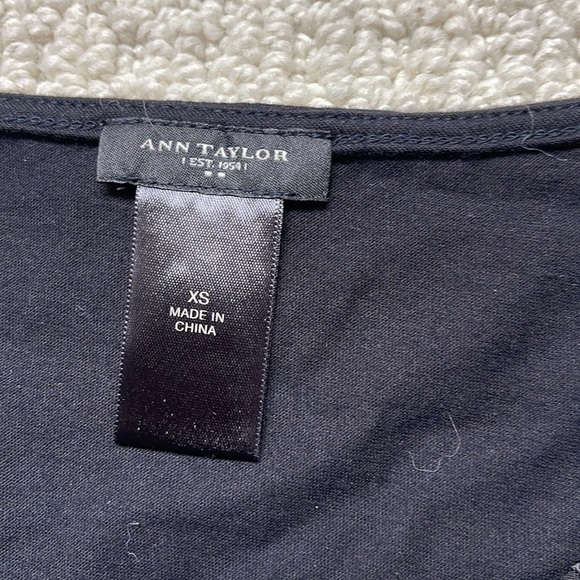 ANN TAYLOR
EST. 1954
XS
MADE IN
CHINA